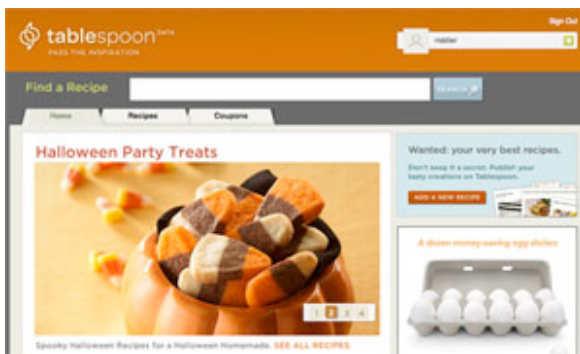 Sign Out
tablespoon beta
PASS THE INSPIRATION
Find a Recipe
SEARCH
Home Recipes Coupons
Halloween Party Treats
Wanted: your very best recipes.
Don't keep it a secret. Publish your
tasty creations on Tablespoon.
ADD A NEW RECIPE
A dozen money-saving egg dishes
1 2 3 4
Spooky Halloween Recipes for a Halloween Homemade. SEE ALL RECIPES